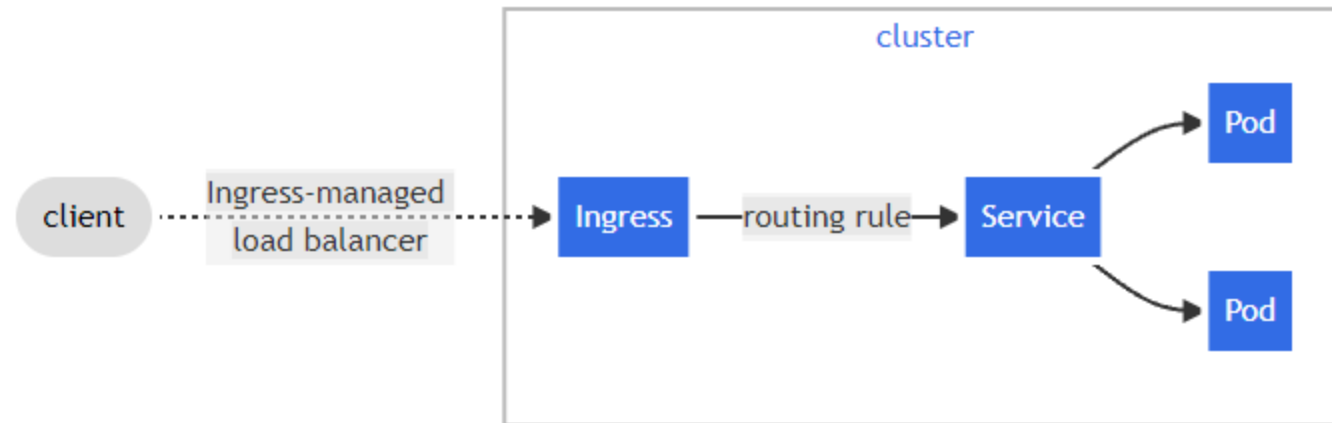 cluster
Pod
client
Ingress-managed
load balancer
Ingress
routing rule
Service
Pod